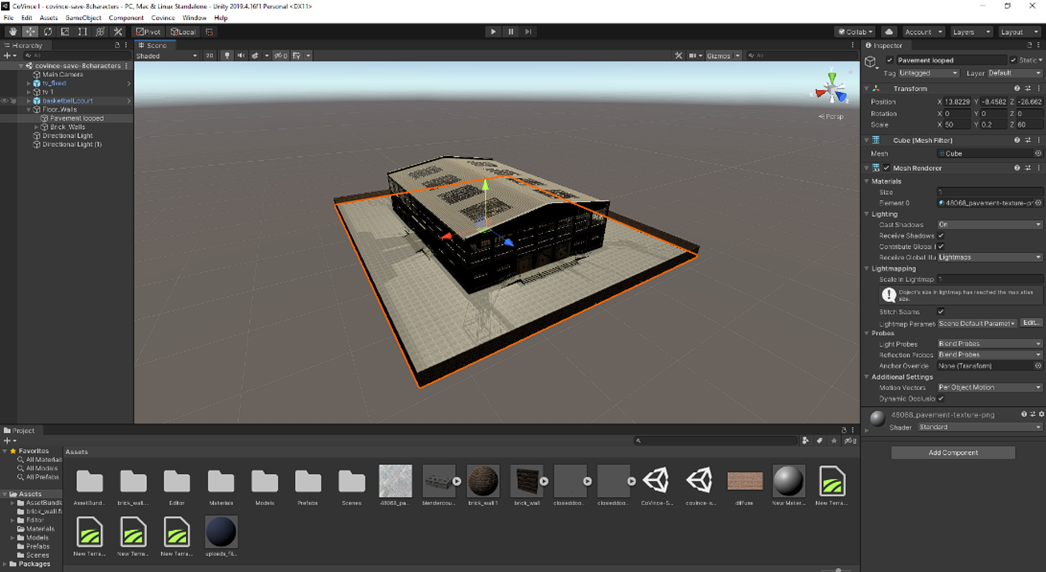 CoVince I - covince-save-8characters - PC, Mac & Linux Standalone - Unity 2019.4.16f1 Personal <DX11>
File Edit Assets GameObject Component Covince Window Help
Pivot Local Collab Account Layers Layout
Hierarchy
All
covince-save-8characters
Main Camera
tv_fixed
tv 1
basketball_court
Floor_Walls
Pavement looped
Brick_Walls
Directional Light
Directional Light (1)
Scene
Shaded 2D 0 Gizmos All
Persp
Inspector
Pavement looped Static
Tag Untagged Layer Default
Transform
Position X 13.8229 Y -8.4582 Z -28.662
Rotation X 0 Y 0 Z 0
Scale X 50 Y 0.2 Z 60
Cube (Mesh Filter)
Mesh Cube
Mesh Renderer
Materials
Size 1
Element 0 48068_pavement-texture-pr
Lighting
Cast Shadows On
Receive Shadows
Contribute Global I
Receive Global Illu Lightmaps
Lightmapping
Scale in Lightmap 1
Object's size in lightmap has reached the max atlas
size.
Stitch Seams
Lightmap Paramet Scene Default Paramet Edit...
Probes
Light Probes Blend Probes
Reflection Probes Blend Probes
Anchor Override None (Transform)
Additional Settings
Motion Vectors Per Object Motion
Dynamic Occlusio
48068_pavement-texture-png
Shader Standard
Add Component
Project
Favorites
All Material
All Models
All Prefabs
Assets
AssetBund
brick_wall
Editor
Materials
Models
Prefabs
Scenes
Packages
Assets
AssetBund... brick_wall... Editor Materials Models Prefabs Scenes 48068_pa... blendercou... brick_wall1 brick_wall closeddoo... closeddoo... CoVince-S... covince-s... diffuse New Mater... New Terra...
New Terra... New Terra... New Terra... uploads_fil...